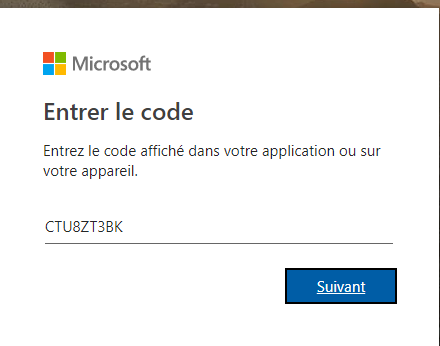 Microsoft
Entrer le code
Entrez le code affiché dans votre application ou sur
votre appareil.
CTU8ZT3BK
Suivant